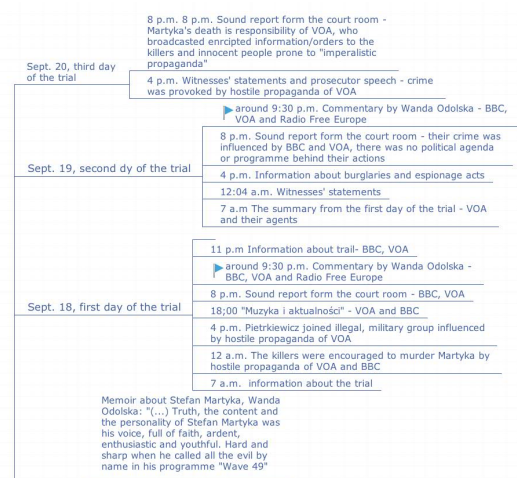 8 p.m. 8 p.m. Sound report form the court room -
Martyka's death is responsibility of VOA, who
broadcasted enrcipted information/orders to the
killers and innocent people prone to "imperalistic
propaganda"
Sept. 20, third day
of the trial
4 p.m. Witnesses' statements and prosecutor speech - crime
was provoked by hostile propaganda of VOA
around 9:30 p.m. Commentary by Wanda Odolska - BBC,
VOA and Radio Free Europe
8 p.m. Sound report form the court room - their crime was
influenced by BBC and VOA, there was no political agenda
or programme behind their actions
Sept. 19, second dy of the trial
4 p.m. Information about burglaries and espionage acts
12:04 a.m. Witnesses' statements
7 a.m The summary from the first day of the trial - VOA
and their agents
11 p.m Information about trail- BBC, VOA
around 9:30 p.m. Commentary by Wanda Odolska -
BBC, VOA and Radio Free Europe
8 p.m. Sound report form the court room - BBC, VOA
Sept. 18, first day of the trial
18;00 "Muzyka i aktualności" - VOA and BBC
4 p.m. Pietrkiewicz joined illegal, military group influenced
by hostile propaganda of VOA
12 a.m. The killers were encouraged to murder Martyka by
hostile propaganda of VOA and BBC
7 a.m. information about the trial
Memoir about Stefan Martyka, Wanda
Odolska: "(...) Truth, the content and
the personality of Stefan Martyka was
his voice, full of faith, ardent,
enthusiastic and youthful. Hard and
sharp when he called all the evil by
name in his programme "Wave 49"